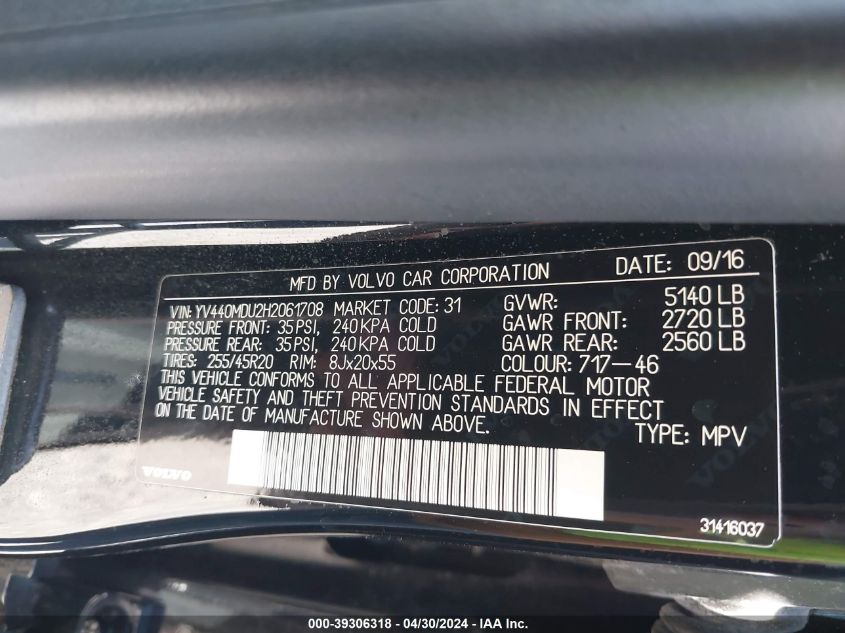 MFD BY VOLVO CAR CORPORATION DATE: 09/16
VIN: YV440MDU2H2061708 MARKET CODE: 31 GVWR: 5140 LB
PRESSURE FRONT: 35 PSI, 240 KPA COLD GAWR FRONT: 2720 LB
PRESSURE REAR: 35 PSI, 240 KPA COLD GAWR REAR: 2560 LB
TIRES: 255/45R20 RIM: 8Jx20x55 COLOUR: 717-46
THIS VEHICLE CONFORMS TO ALL APPLICABLE FEDERAL MOTOR
VEHICLE SAFETY AND THEFT PREVENTION STANDARDS IN EFFECT
ON THE DATE OF MANUFACTURE SHOWN ABOVE.
TYPE: MPV
VOLVO
31416037
000-39306318 - 04/30/2024 - IAA Inc.